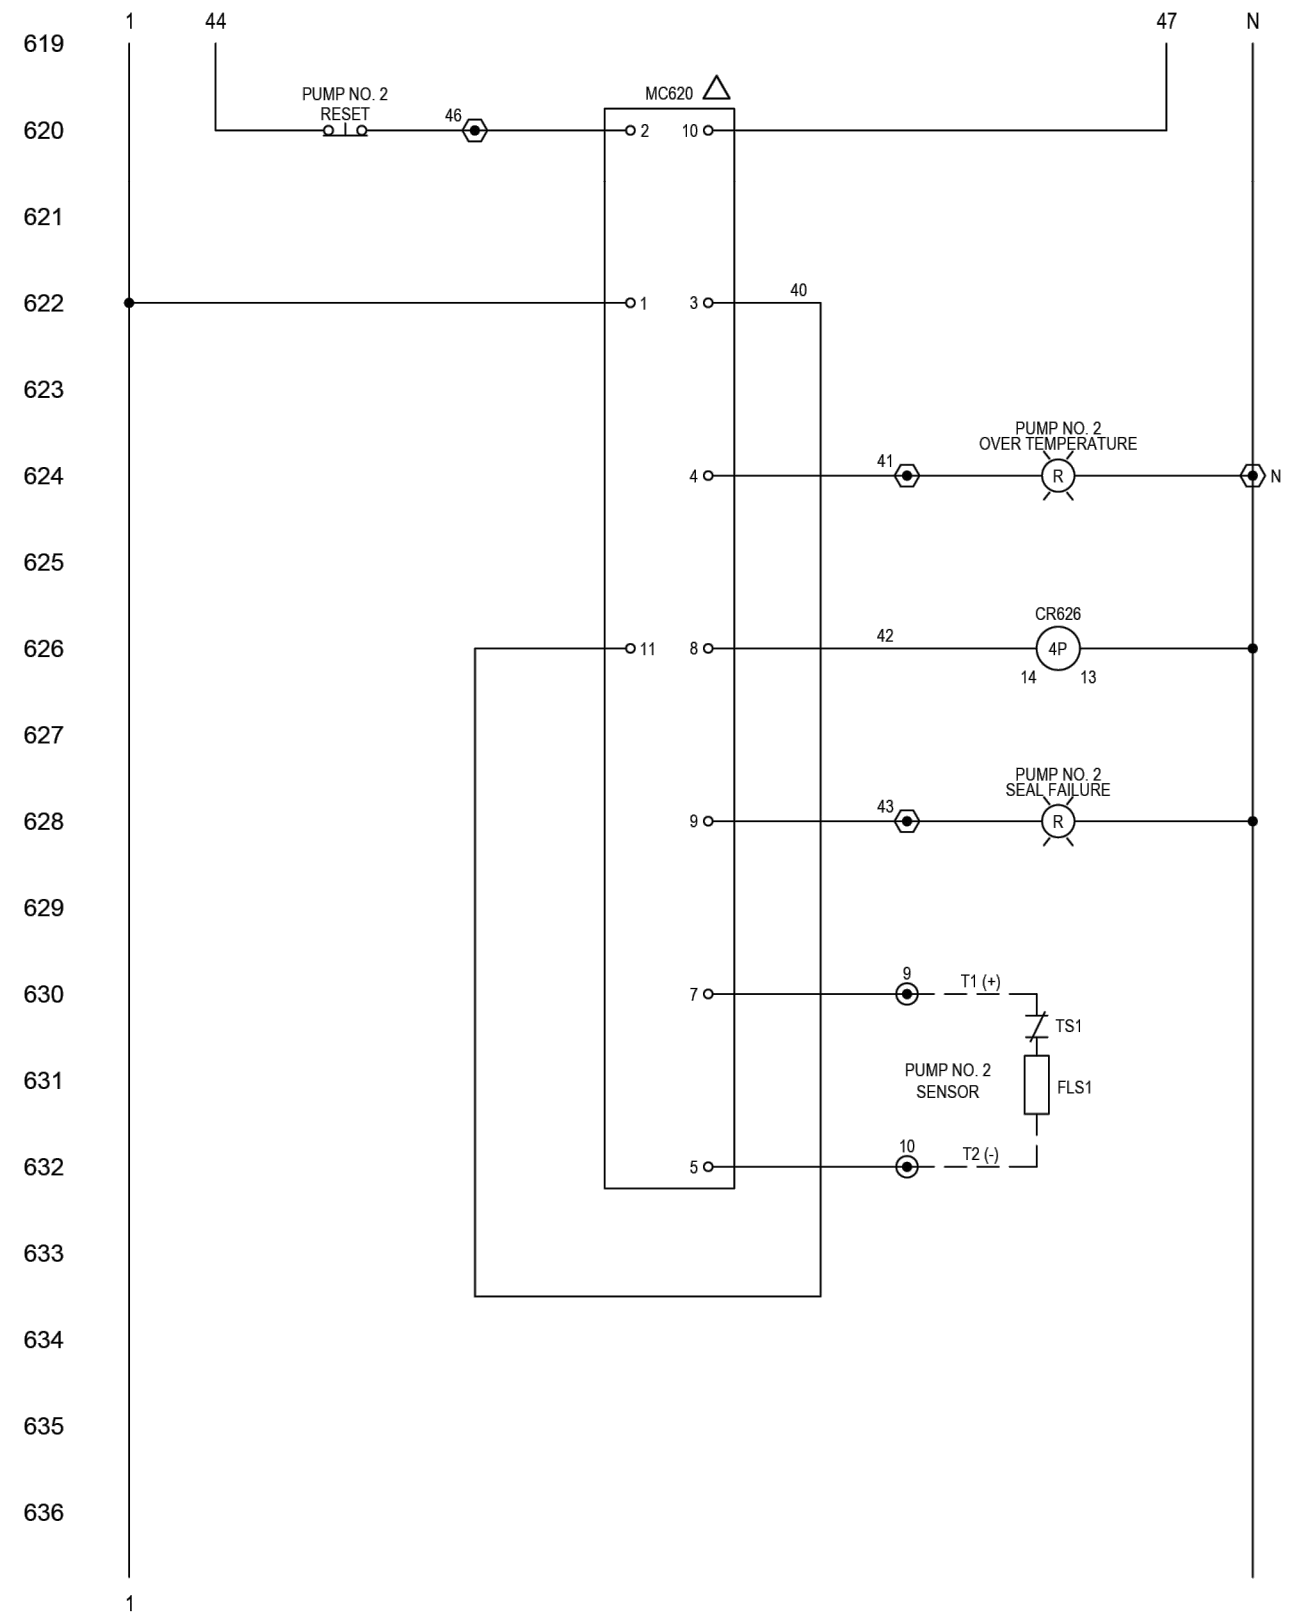 1 44 47 N
619
PUMP NO. 2
RESET
46
MC620
620
2 10
621
622
1 3
40
623
PUMP NO. 2
OVER TEMPERATURE
624
4
41
R
N
625
CR626
626
11 8
42
4P
14 13
627
PUMP NO. 2
SEAL FAILURE
628
9
43
R
629
630
7
9
T1 (+)
TS1
631
PUMP NO. 2
SENSOR
FLS1
632
5
10
T2 (-)
633
634
635
636
1